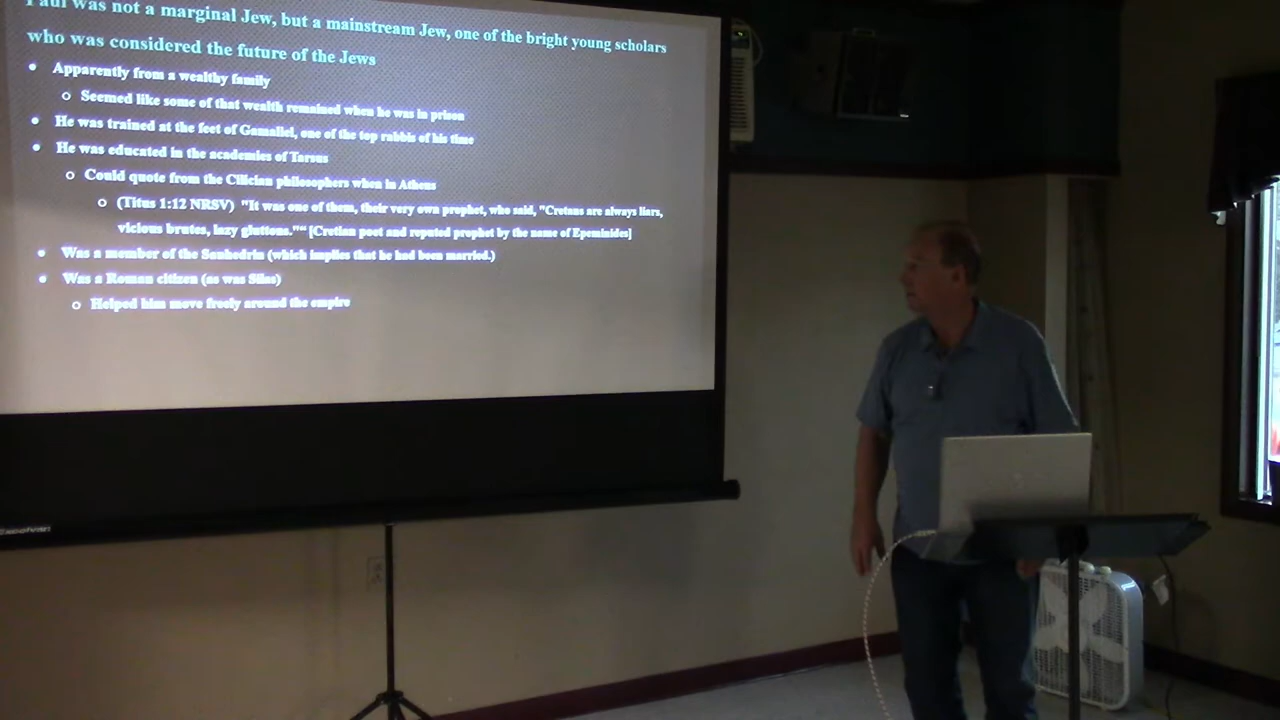 Paul was not a marginal Jew, but a mainstream Jew, one of the bright young scholars
who was considered the future of the Jews
• Apparently from a wealthy family
○ Seemed like some of that wealth remained when he was in prison
• He was trained at the feet of Gamaliel, one of the top rabbis of his time
• He was educated in the academies of Tarsus
○ Could quote from the Cilician philosophers when in Athens
○ (Titus 1:12 NRSV) "It was one of them, their very own prophet, who said, "Cretans are always liars,
vicious brutes, lazy gluttons."“ [Cretian poet and reputed prophet by the name of Epeminides]
• Was a member of the Sanhedrin (which implies that he had been married.)
• Was a Roman citizen (as was Silas)
○ Helped him move freely around the empire